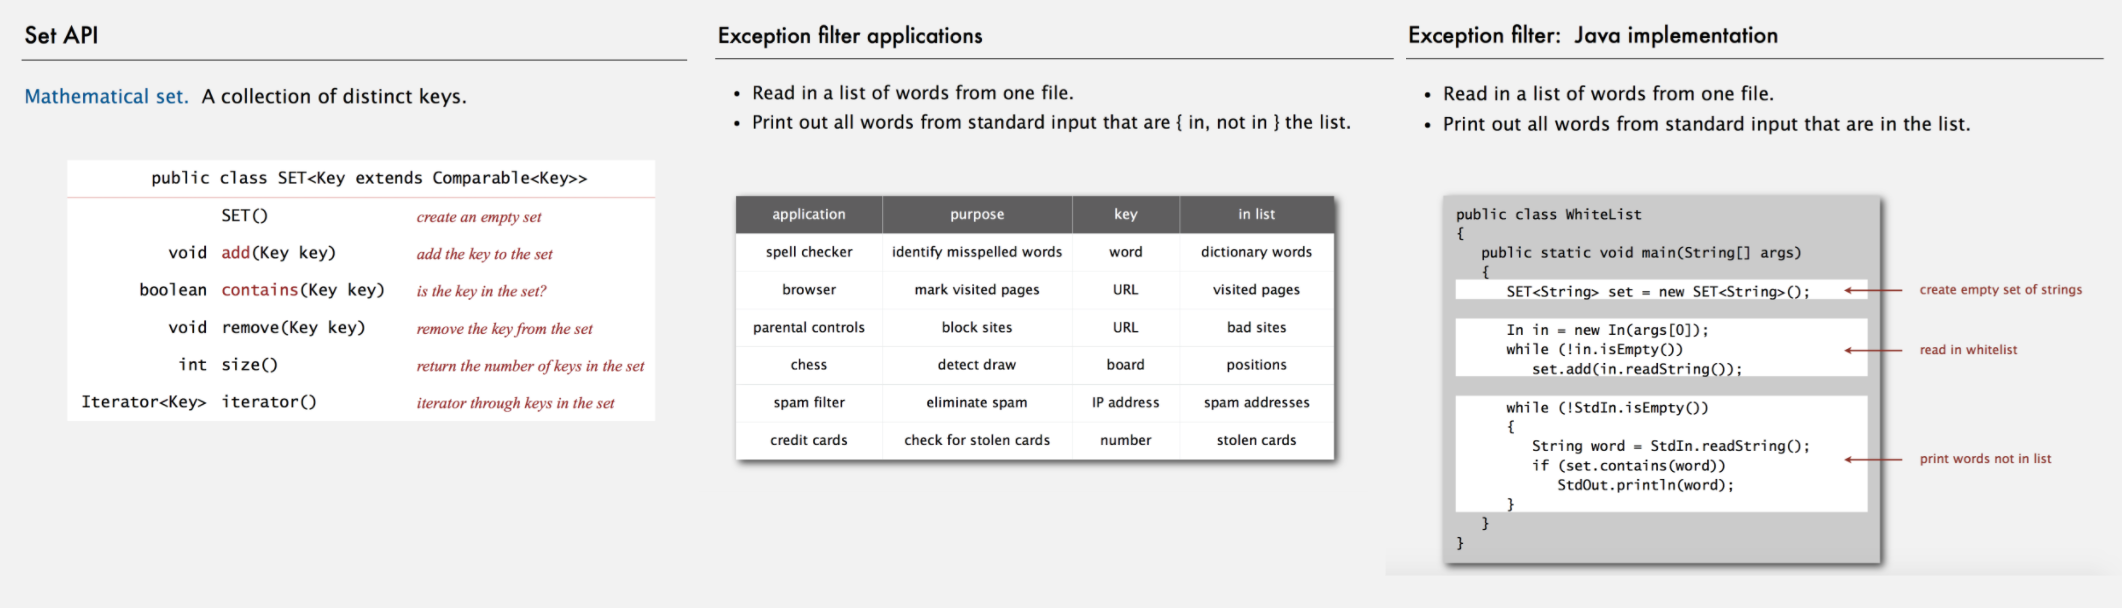 Set API
Mathematical set. A collection of distinct keys.
public class SET<Key extends Comparable<Key>>
SET() create an empty set
void add(Key key) add the key to the set
boolean contains(Key key) is the key in the set?
void remove(Key key) remove the key from the set
int size() return the number of keys in the set
Iterator<Key> iterator() iterator through keys in the set
Exception filter applications
• Read in a list of words from one file.
• Print out all words from standard input that are { in, not in } the list.
application purpose key in list
spell checker identify misspelled words word dictionary words
browser mark visited pages URL visited pages
parental controls block sites URL bad sites
chess detect draw board positions
spam filter eliminate spam IP address spam addresses
credit cards check for stolen cards number stolen cards
Exception filter: Java implementation
• Read in a list of words from one file.
• Print out all words from standard input that are in the list.
public class WhiteList
{
public static void main(String[] args)
{
SET<String> set = new SET<String>(); create empty set of strings
In in = new In(args[0]);
while (!in.isEmpty()) read in whitelist
set.add(in.readString());
while (!StdIn.isEmpty())
{
String word = StdIn.readString();
if (set.contains(word)) print words not in list
StdOut.println(word);
}
}
}